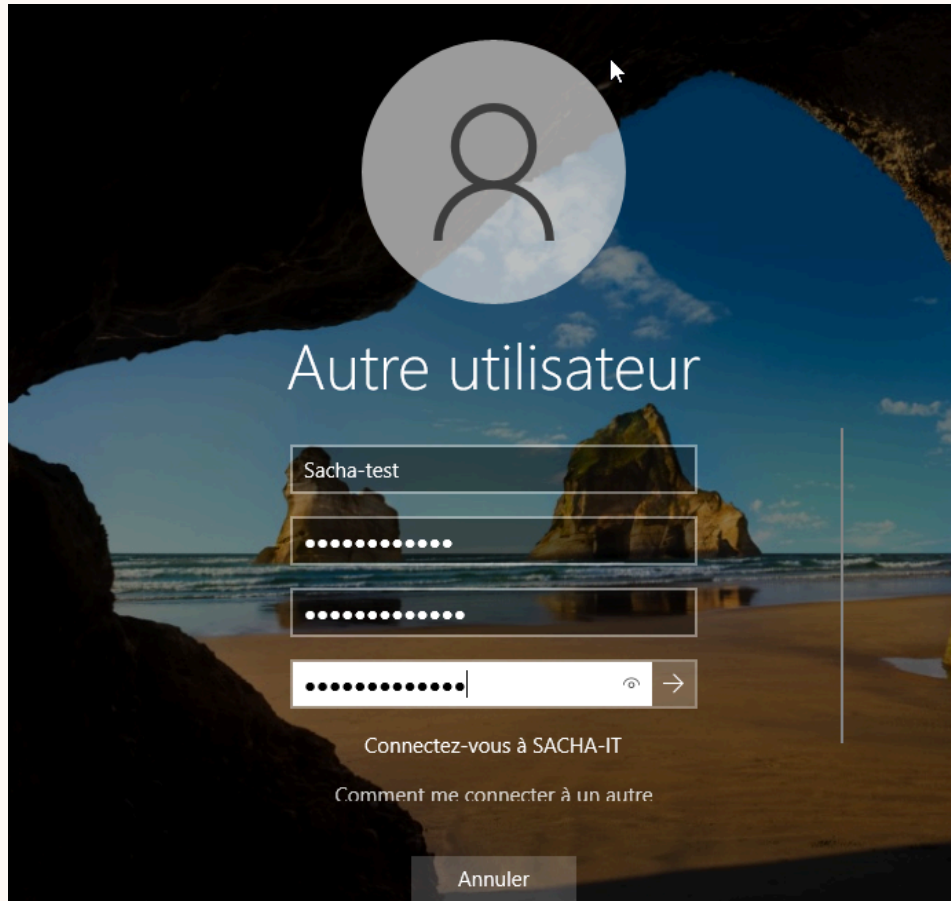 Autre utilisateur
Sacha-test
••••••••••••
•••••••••••••
•••••••••••••
Connectez-vous à SACHA-IT
Comment me connecter à un autre
Annuler